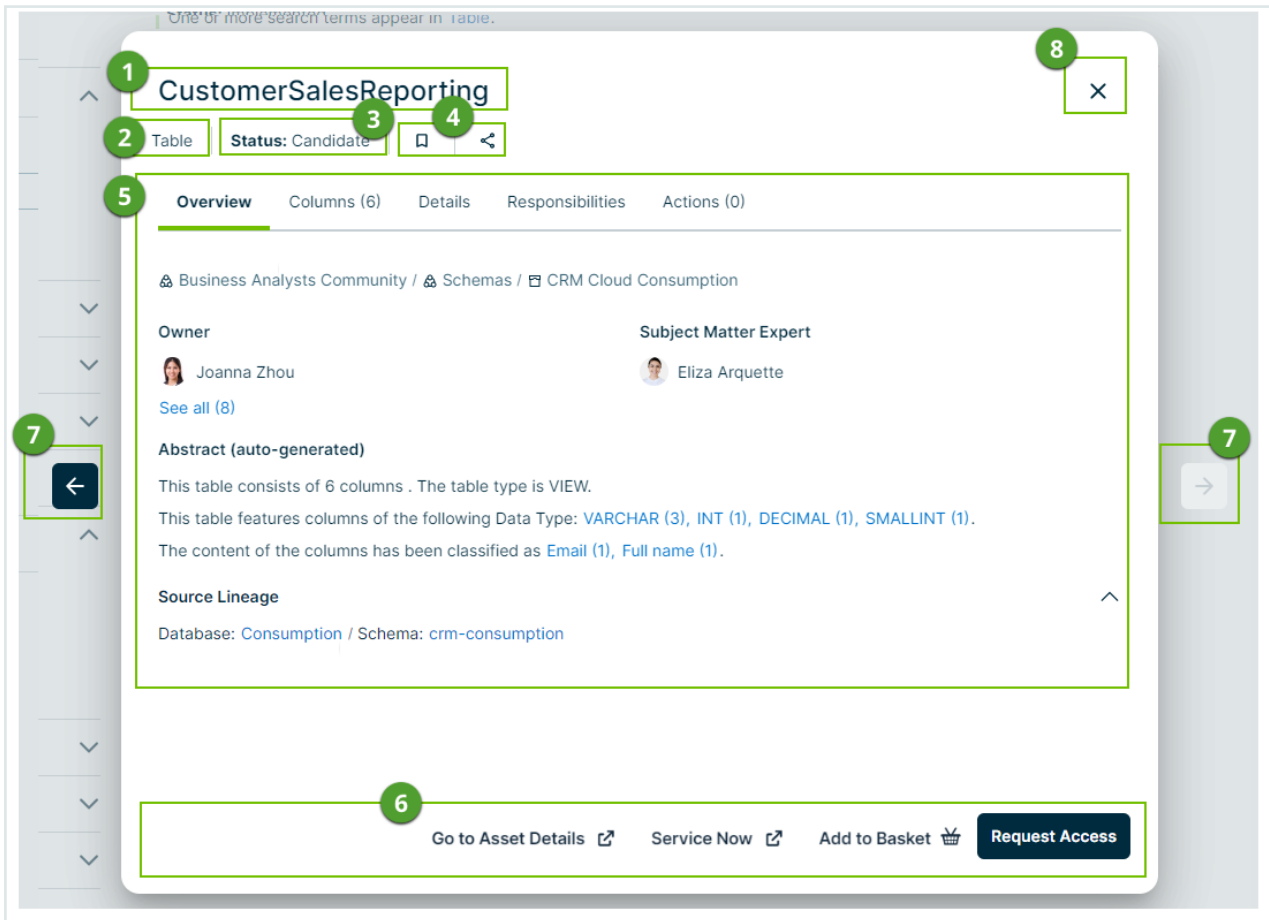 One or more search terms appear in Table.
8
1
CustomerSalesReporting
3
4
2
Table
Status: Candidate
5
Overview
Columns (6)
Details
Responsibilities
Actions (0)
Business Analysts Community / Schemas / CRM Cloud Consumption
Owner
Subject Matter Expert
Joanna Zhou
Eliza Arquette
See all (8)
7
7
Abstract (auto-generated)
This table consists of 6 columns . The table type is VIEW.
This table features columns of the following Data Type: VARCHAR (3), INT (1), DECIMAL (1), SMALLINT (1).
The content of the columns has been classified as Email (1), Full name (1).
Source Lineage
Database: Consumption / Schema: crm-consumption
6
Go to Asset Details
Service Now
Add to Basket
Request Access